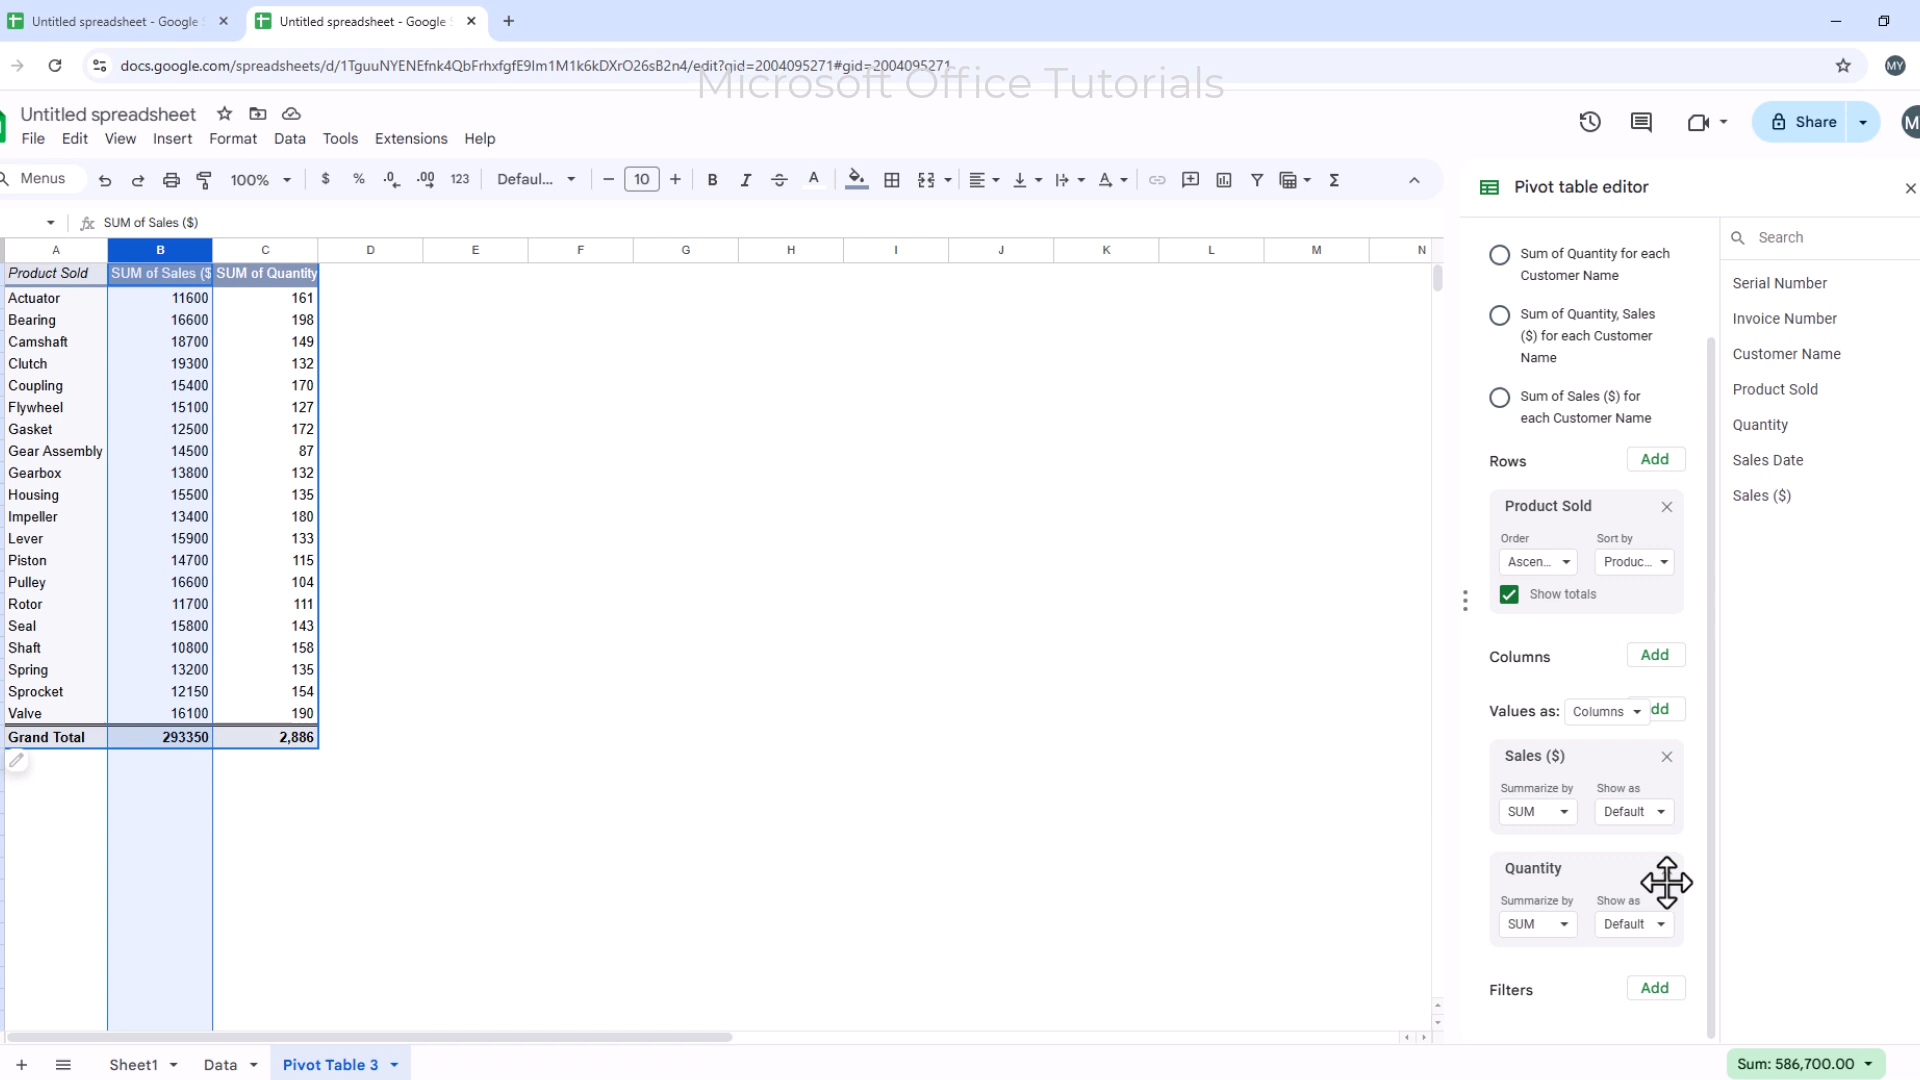 Untitled spreadsheet - Google S
Untitled spreadsheet - Google S
docs.google.com/spreadsheets/d/1TguuNYENEfnk4QbFrhxfgfE9Im1M1k6kDXrO26sB2n4/edit?gid=2004095271#gid=2004095271
MY
Microsoft Office Tutorials
Untitled spreadsheet
File Edit View Insert Format Data Tools Extensions Help
Share
M
Menus 100% $ % .0 .00 123 Defaul... 10 B I S A Σ
Pivot table editor
fx SUM of Sales ($)
A B C D E F G H I J K L M N
Product Sold SUM of Sales ($ SUM of Quantity
Actuator 11600 161
Bearing 16600 198
Camshaft 18700 149
Clutch 19300 132
Coupling 15400 170
Flywheel 15100 127
Gasket 12500 172
Gear Assembly 14500 87
Gearbox 13800 132
Housing 15500 135
Impeller 13400 180
Lever 15900 133
Piston 14700 115
Pulley 16600 104
Rotor 11700 111
Seal 15800 143
Shaft 10800 158
Spring 13200 135
Sprocket 12150 154
Valve 16100 190
Grand Total 293350 2,886
Sum of Quantity for each
Customer Name
Sum of Quantity, Sales
($) for each Customer
Name
Sum of Sales ($) for
each Customer Name
Rows Add
Product Sold
Order Sort by
Ascen... Produc...
Show totals
Columns Add
Values as: Columns dd
Sales ($)
Summarize by Show as
SUM Default
Quantity
Summarize by Show as
SUM Default
Filters Add
Search
Serial Number
Invoice Number
Customer Name
Product Sold
Quantity
Sales Date
Sales ($)
Sheet1 Data Pivot Table 3
Sum: 586,700.00